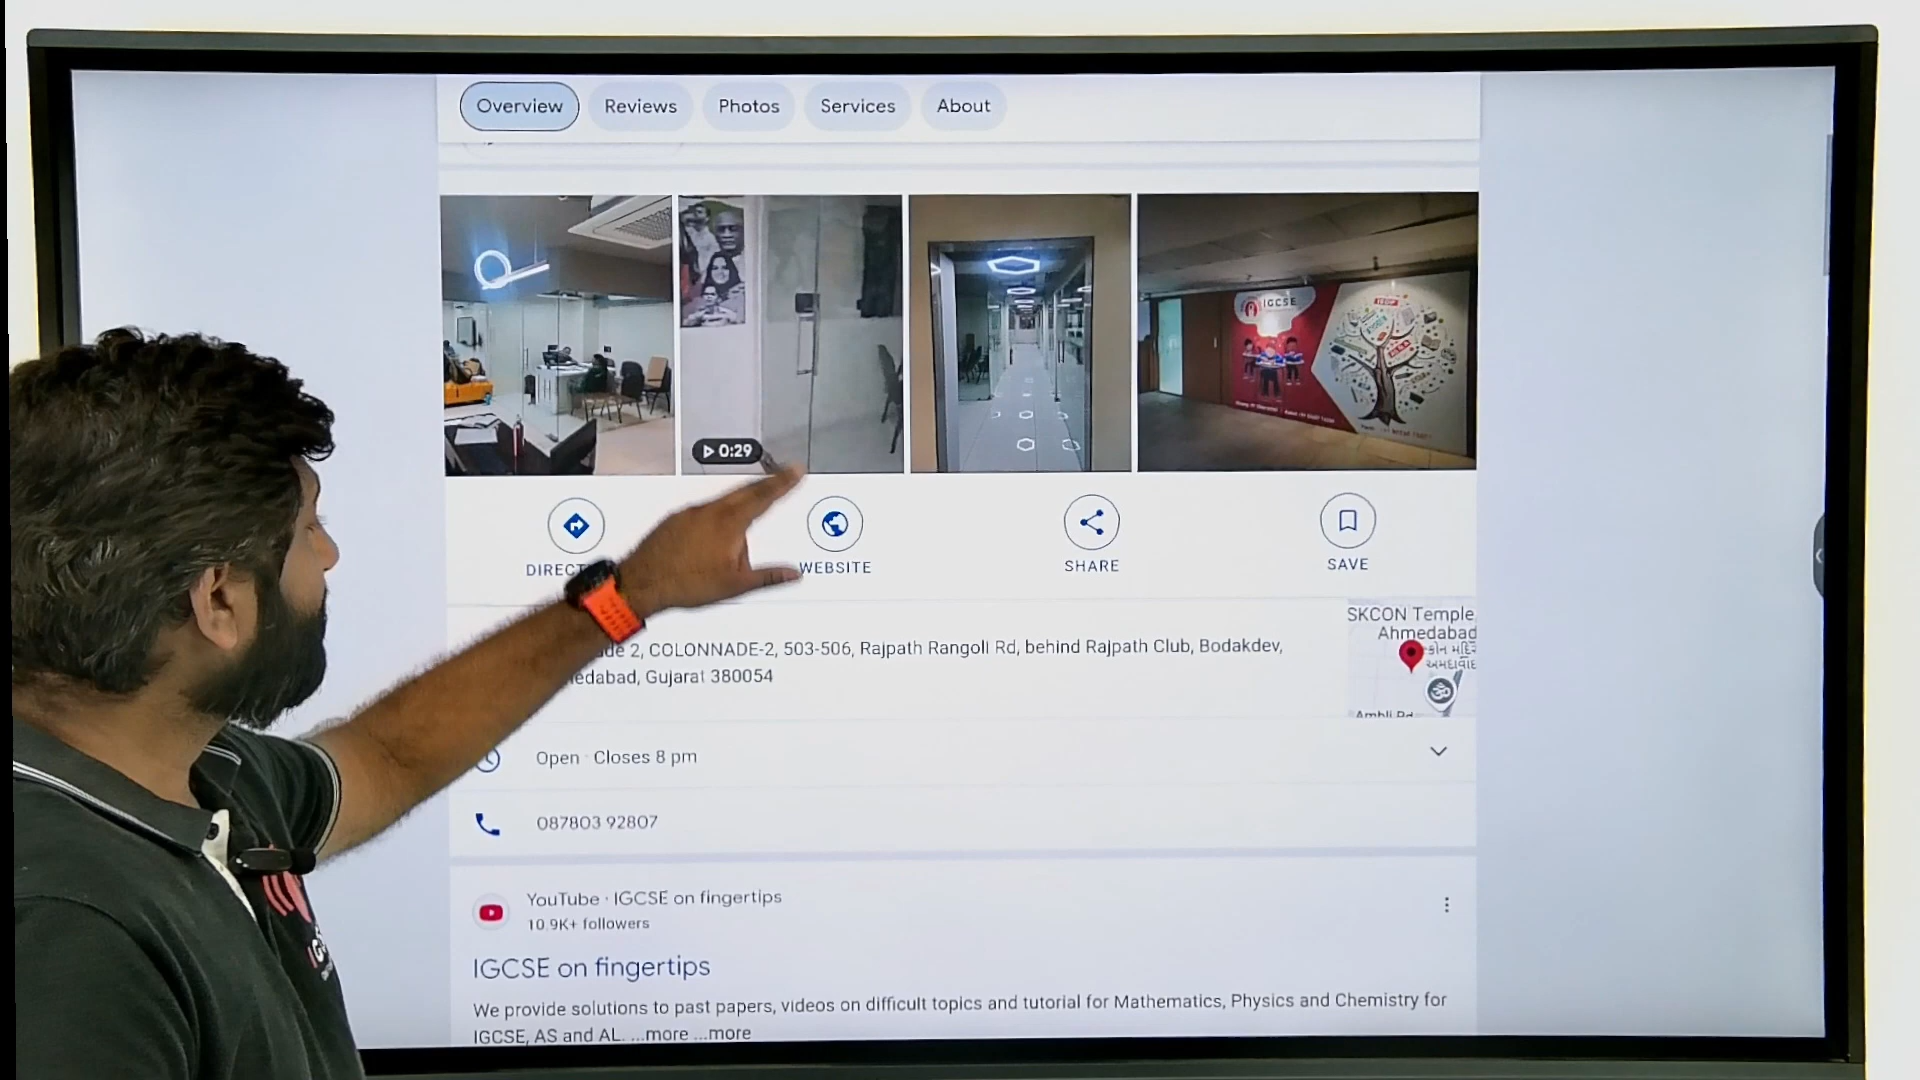 Overview Reviews Photos Services About
IGCSE
0:29
DIRECT WEBSITE SHARE SAVE
de 2, COLONNADE-2, 503-506, Rajpath Rangoli Rd, behind Rajpath Club, Bodakdev,
edabad, Gujarat 380054
SKCON Temple,
Ahmedabad
Ambli Rd
Open · Closes 8 pm
087803 92807
YouTube · IGCSE on fingertips
10.9K+ followers
IGCSE on fingertips
We provide solutions to past papers, videos on difficult topics and tutorial for Mathematics, Physics and Chemistry for
IGCSE, AS and AL. ...more ...more